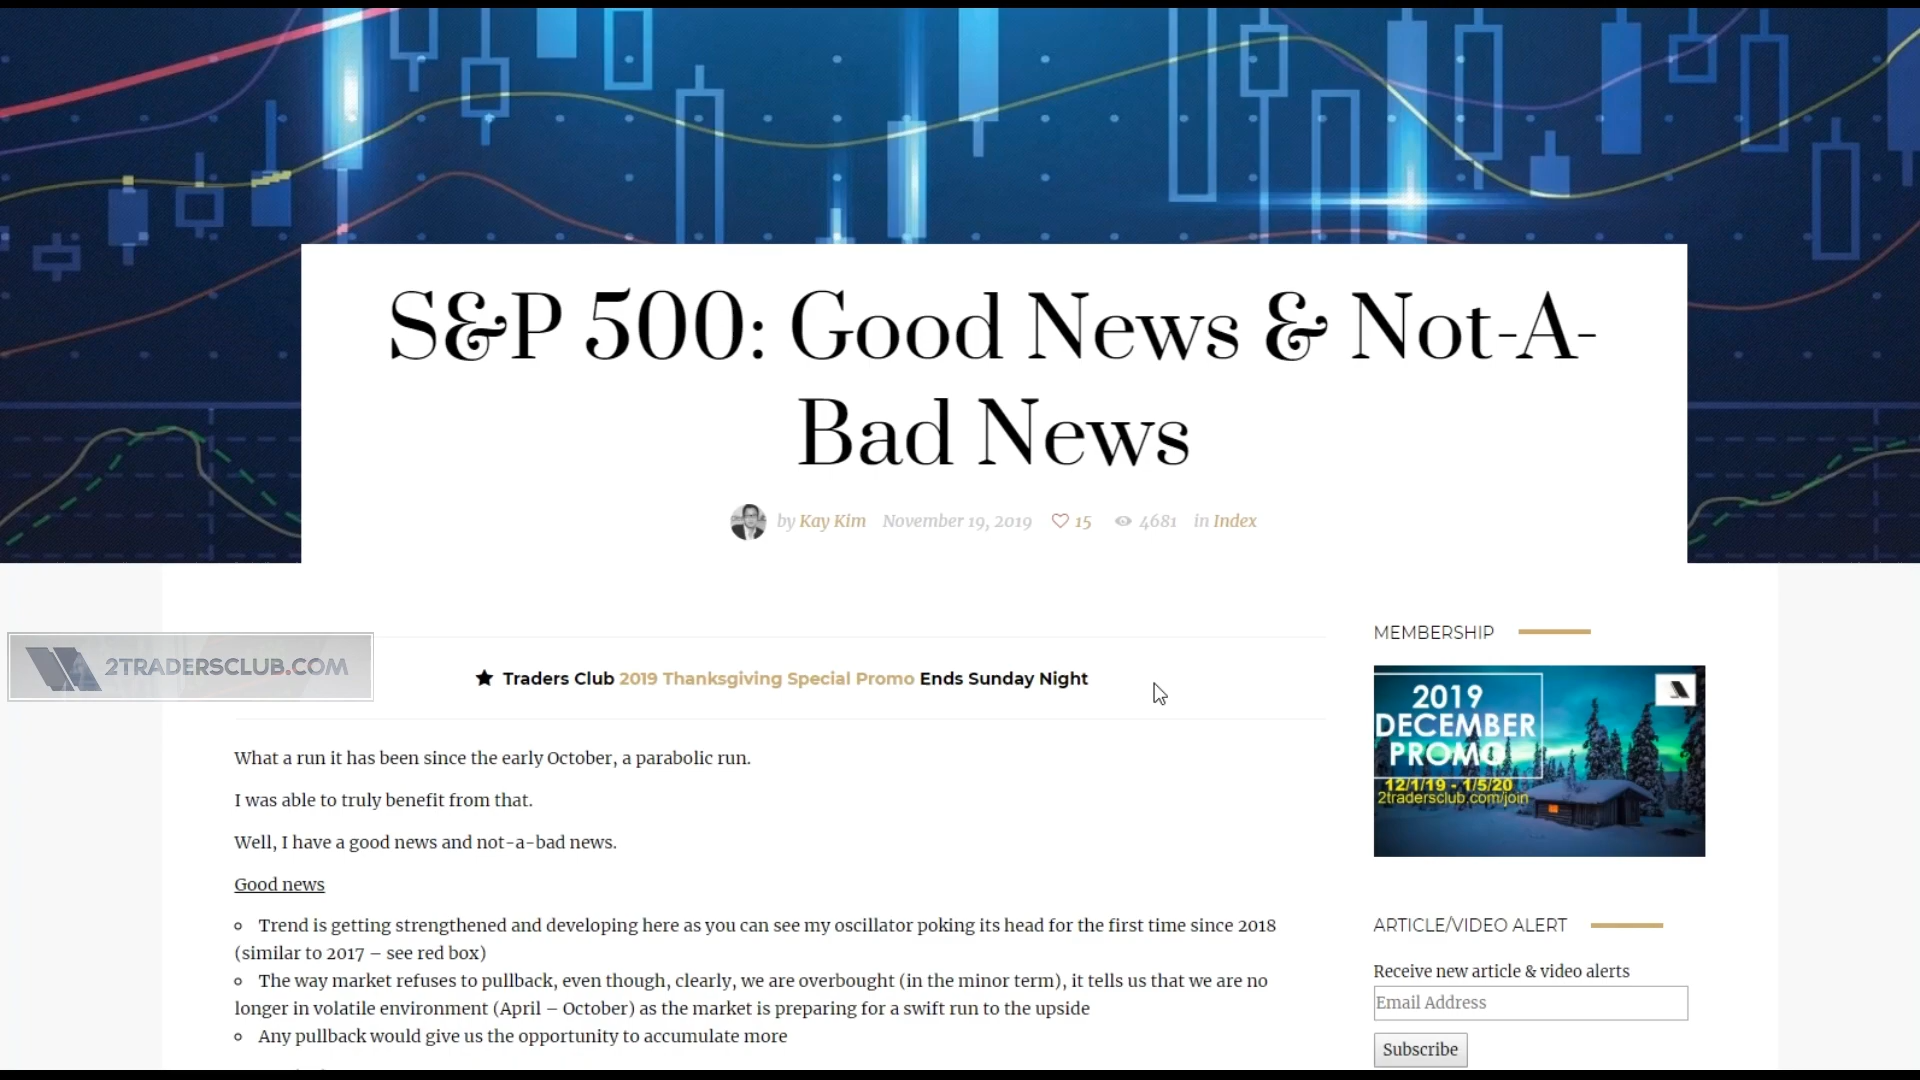 S&P 500: Good News & Not-A-
Bad News
by Kay Kim November 19, 2019 15 4681 in Index
2TRADERSCLUB.COM
★ Traders Club 2019 Thanksgiving Special Promo Ends Sunday Night
What a run it has been since the early October, a parabolic run.
I was able to truly benefit from that.
Well, I have a good news and not-a-bad news.
Good news
Trend is getting strengthened and developing here as you can see my oscillator poking its head for the first time since 2018
(similar to 2017 – see red box)
The way market refuses to pullback, even though, clearly, we are overbought (in the minor term), it tells us that we are no
longer in volatile environment (April – October) as the market is preparing for a swift run to the upside
Any pullback would give us the opportunity to accumulate more
MEMBERSHIP
2019
DECEMBER
PROMO
12/1/19 - 1/5/20
2tradersclub.com/join
ARTICLE/VIDEO ALERT
Receive new article & video alerts
Email Address
Subscribe